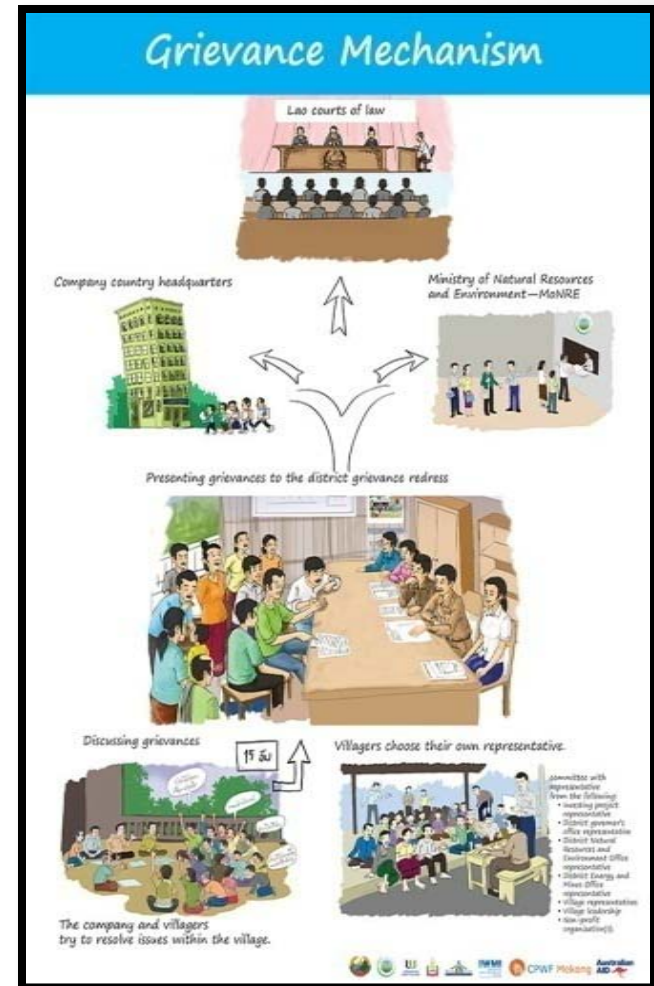 Grievance Mechanism
Lao courts of law
Company country headquarters
Ministry of Natural Resources
and Environment—MoNRE
Presenting grievances to the district grievance redress
Discussing grievances
15 ວັນ
Villagers choose their own representative.
committee with
representative
from the following:
• Investing project
representative
• District governor's
office representative
• District Natural
Resources and
Environment Office
representative
• District Energy and
Mines Office
representative
• Village representation
• Village leadership
• Non-profit
organisation(s).
The company and villagers
try to resolve issues within the village.
CPWF Mekong
Australian
AID